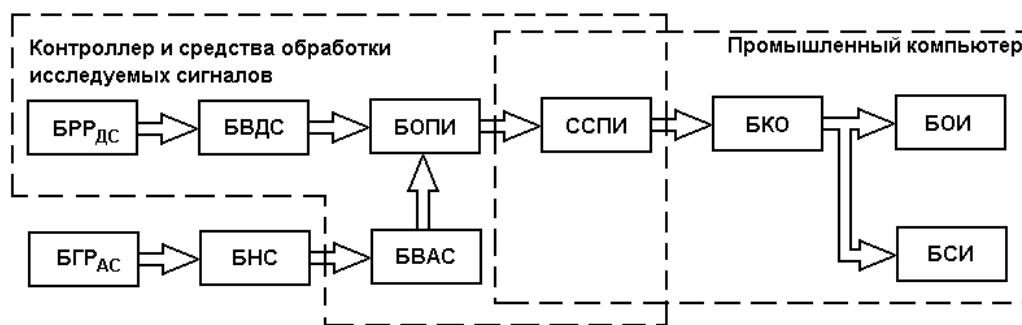 Контроллер и средства обработки
исследуемых сигналов
Промышленный компьютер
БРРДС
БВДС
БОПИ
ССПИ
БКО
БОИ
БГРАС
БНС
БВАС
БСИ